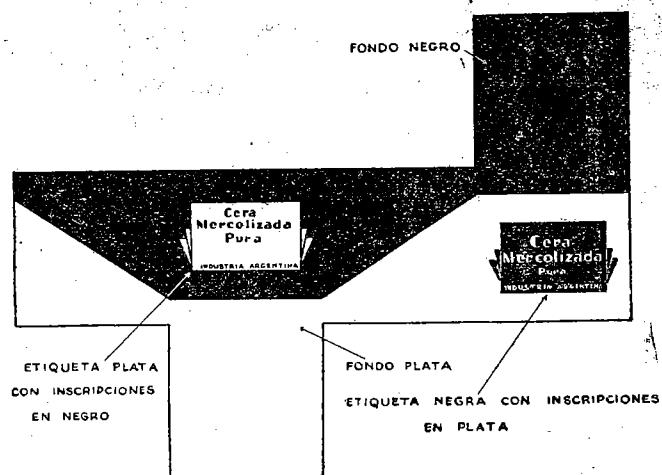 FONDO NEGRO
Cera
Mercolizada
Pura
INDUSTRIA ARGENTINA
Cera
Mercolizada
Pura
INDUSTRIA ARGENTINA
ETIQUETA PLATA
CON INSCRIPCIONES
EN NEGRO
FONDO PLATA
ETIQUETA NEGRA CON INSCRIPCIONES
EN PLATA